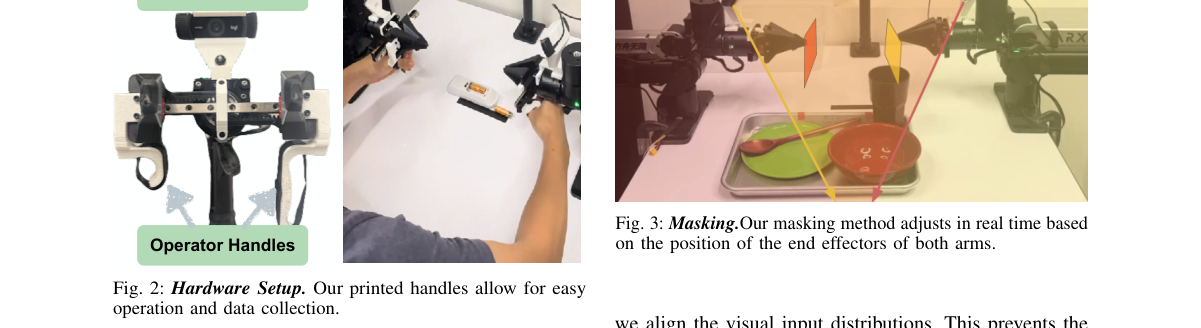 Operator Handles
Fig. 2: Hardware Setup. Our printed handles allow for easy
operation and data collection.
ARX
Fig. 3: Masking.Our masking method adjusts in real time based
on the position of the end effectors of both arms.
we align the visual input distributions. This prevents the